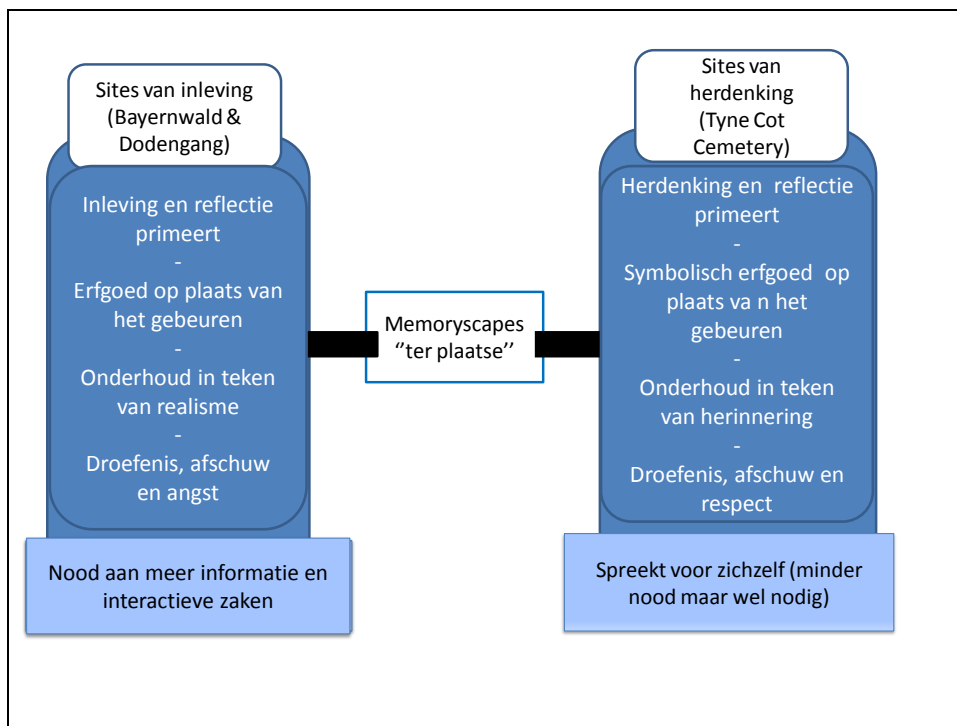 Sites van inleving
(Bayernwald &
Dodengang)
Inleving en reflectie
primeert
-
Erfgoed op plaats van
het gebeuren
-
Onderhoud in teken
van realisme
-
Droefenis, afschuw
en angst
Nood aan meer informatie en
interactieve zaken
Memoryscapes
‘’ter plaatse’’
Sites van
herdenking
(Tyne Cot
Cemetery)
Herdenking en reflectie
primeert
-
Symbolisch erfgoed op
plaats va n het
gebeuren
-
Onderhoud in teken
van herinnering
-
Droefenis, afschuw en
respect
Spreekt voor zichzelf (minder
nood maar wel nodig)